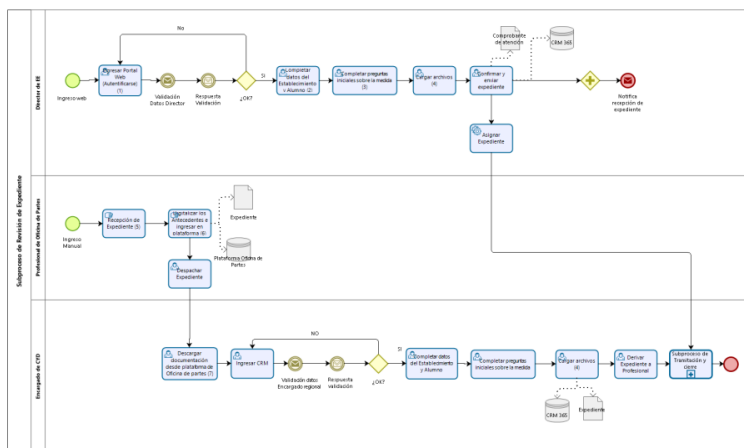 Subproceso de Revisión de Expediente
Director de EE
Ingreso web
Ingresar Portal
Web
(Autentificarse)
(1)
No
Validación
Datos Director
Respuesta
Validación
¿OK?
SI
Completar
datos del
Establecimiento
y Alumno (2)
Completar preguntas
iniciales sobre la medida
(3)
Cargar archivos
(4)
Confirmar y
enviar
expediente
Comprobante
de atención
CRM 365
Notifica
recepción de
expediente
Asignar
Expediente
Profesional de Oficina de Partes
Ingreso
Manual
Recepción de
Expediente (5)
Digitalizar los
Antecedentes e
ingresar en
plataforma (6)
Expediente
Plataforma Oficina de
Partes
Despachar
Expediente
Encargado de CYD
Descargar
documentación
desde plataforma de
Oficina de partes (7)
Ingresar CRM
NO
Validación datos
Encargado regional
Respuesta
validación
¿OK?
SI
Completar datos
del Establecimiento
y Alumno
Completar preguntas
iniciales sobre la medida
Cargar archivos
(4)
CRM 365
Expediente
Derivar
Expediente a
Profesional
Subproceso de
Tramitación y
cierre